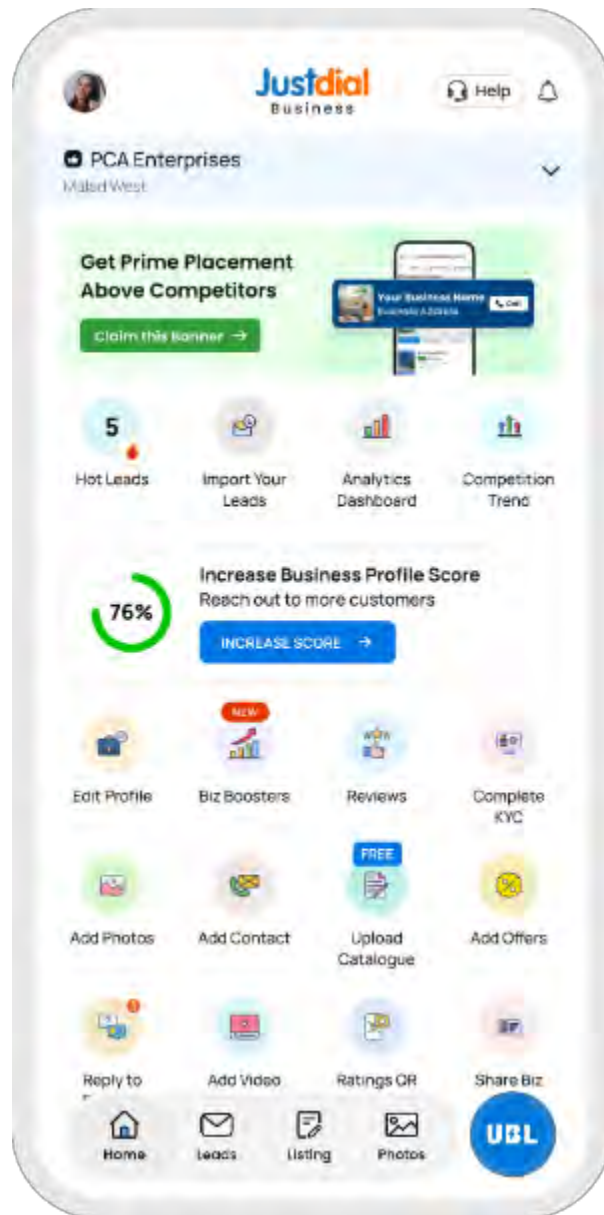 Justdial
Business
Help
PCA Enterprises
Malad West
Get Prime Placement
Above Competitors
Claim this Banner →
Your Business Name
Business Address
Call
5
Hot Leads
Import Your
Leads
Analytics
Dashboard
Competition
Trend
76%
Increase Business Profile Score
Reach out to more customers
INCREASE SCORE →
NEW
Edit Profile
Biz Boosters
Reviews
Complete
KYC
FREE
Add Photos
Add Contact
Upload
Catalogue
Add Offers
Reply to
Add Video
Ratings QR
Share Biz
Home
Leads
Listing
Photos
UBL